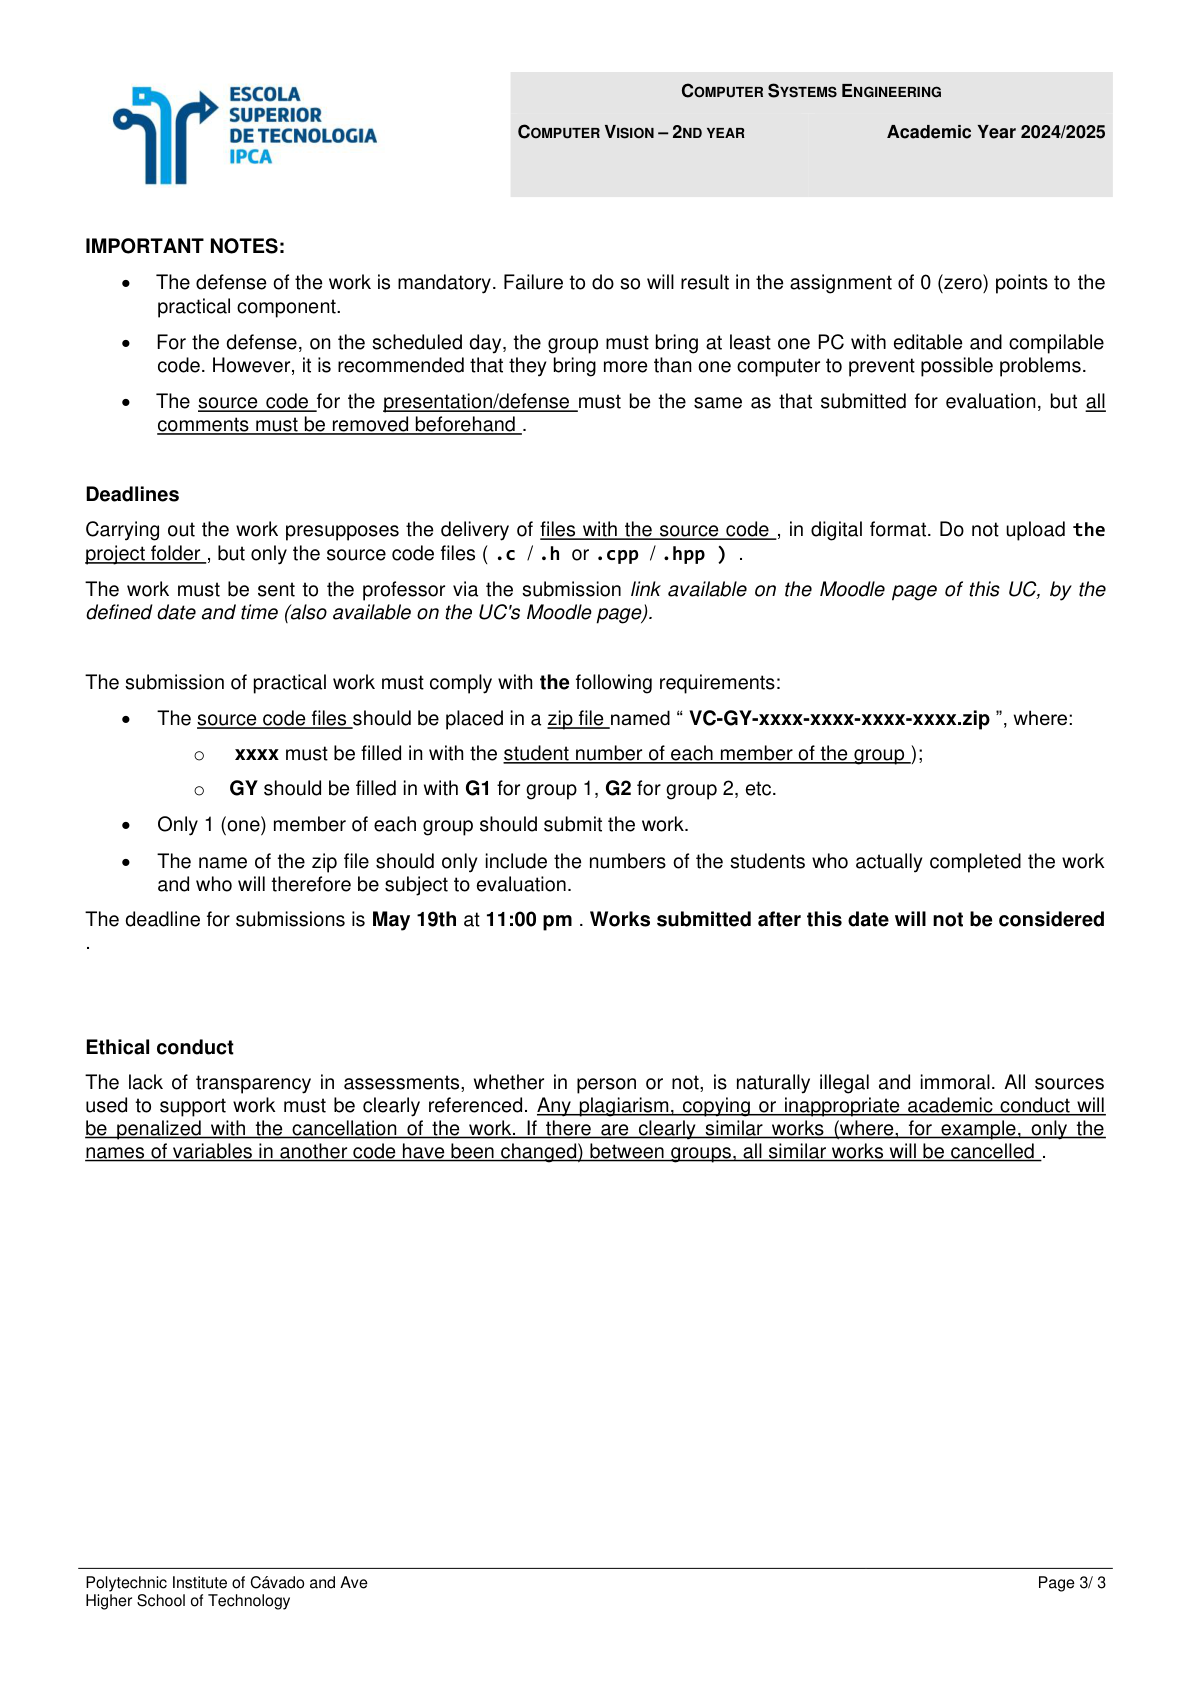 ESCOLA
SUPERIOR
DE TECNOLOGIA
IPCA
COMPUTER SYSTEMS ENGINEERING
COMPUTER VISION – 2ND YEAR
Academic Year 2024/2025
IMPORTANT NOTES:
• The defense of the work is mandatory. Failure to do so will result in the assignment of 0 (zero) points to the
practical component.
• For the defense, on the scheduled day, the group must bring at least one PC with editable and compilable
code. However, it is recommended that they bring more than one computer to prevent possible problems.
• The source code for the presentation/defense must be the same as that submitted for evaluation, but all
comments must be removed beforehand .
Deadlines
Carrying out the work presupposes the delivery of files with the source code , in digital format. Do not upload the
project folder , but only the source code files ( .c / .h or .cpp / .hpp ) .
The work must be sent to the professor via the submission link available on the Moodle page of this UC, by the
defined date and time (also available on the UC's Moodle page).
The submission of practical work must comply with the following requirements:
• The source code files should be placed in a zip file named “ VC-GY-xxxx-xxxx-xxxx-xxxx.zip ”, where:
o xxxx must be filled in with the student number of each member of the group );
o GY should be filled in with G1 for group 1, G2 for group 2, etc.
• Only 1 (one) member of each group should submit the work.
• The name of the zip file should only include the numbers of the students who actually completed the work
and who will therefore be subject to evaluation.
The deadline for submissions is May 19th at 11:00 pm . Works submitted after this date will not be considered
.
Ethical conduct
The lack of transparency in assessments, whether in person or not, is naturally illegal and immoral. All sources
used to support work must be clearly referenced. Any plagiarism, copying or inappropriate academic conduct will
be penalized with the cancellation of the work. If there are clearly similar works (where, for example, only the
names of variables in another code have been changed) between groups, all similar works will be cancelled .
Polytechnic Institute of Cávado and Ave
Higher School of Technology
Page 3/ 3